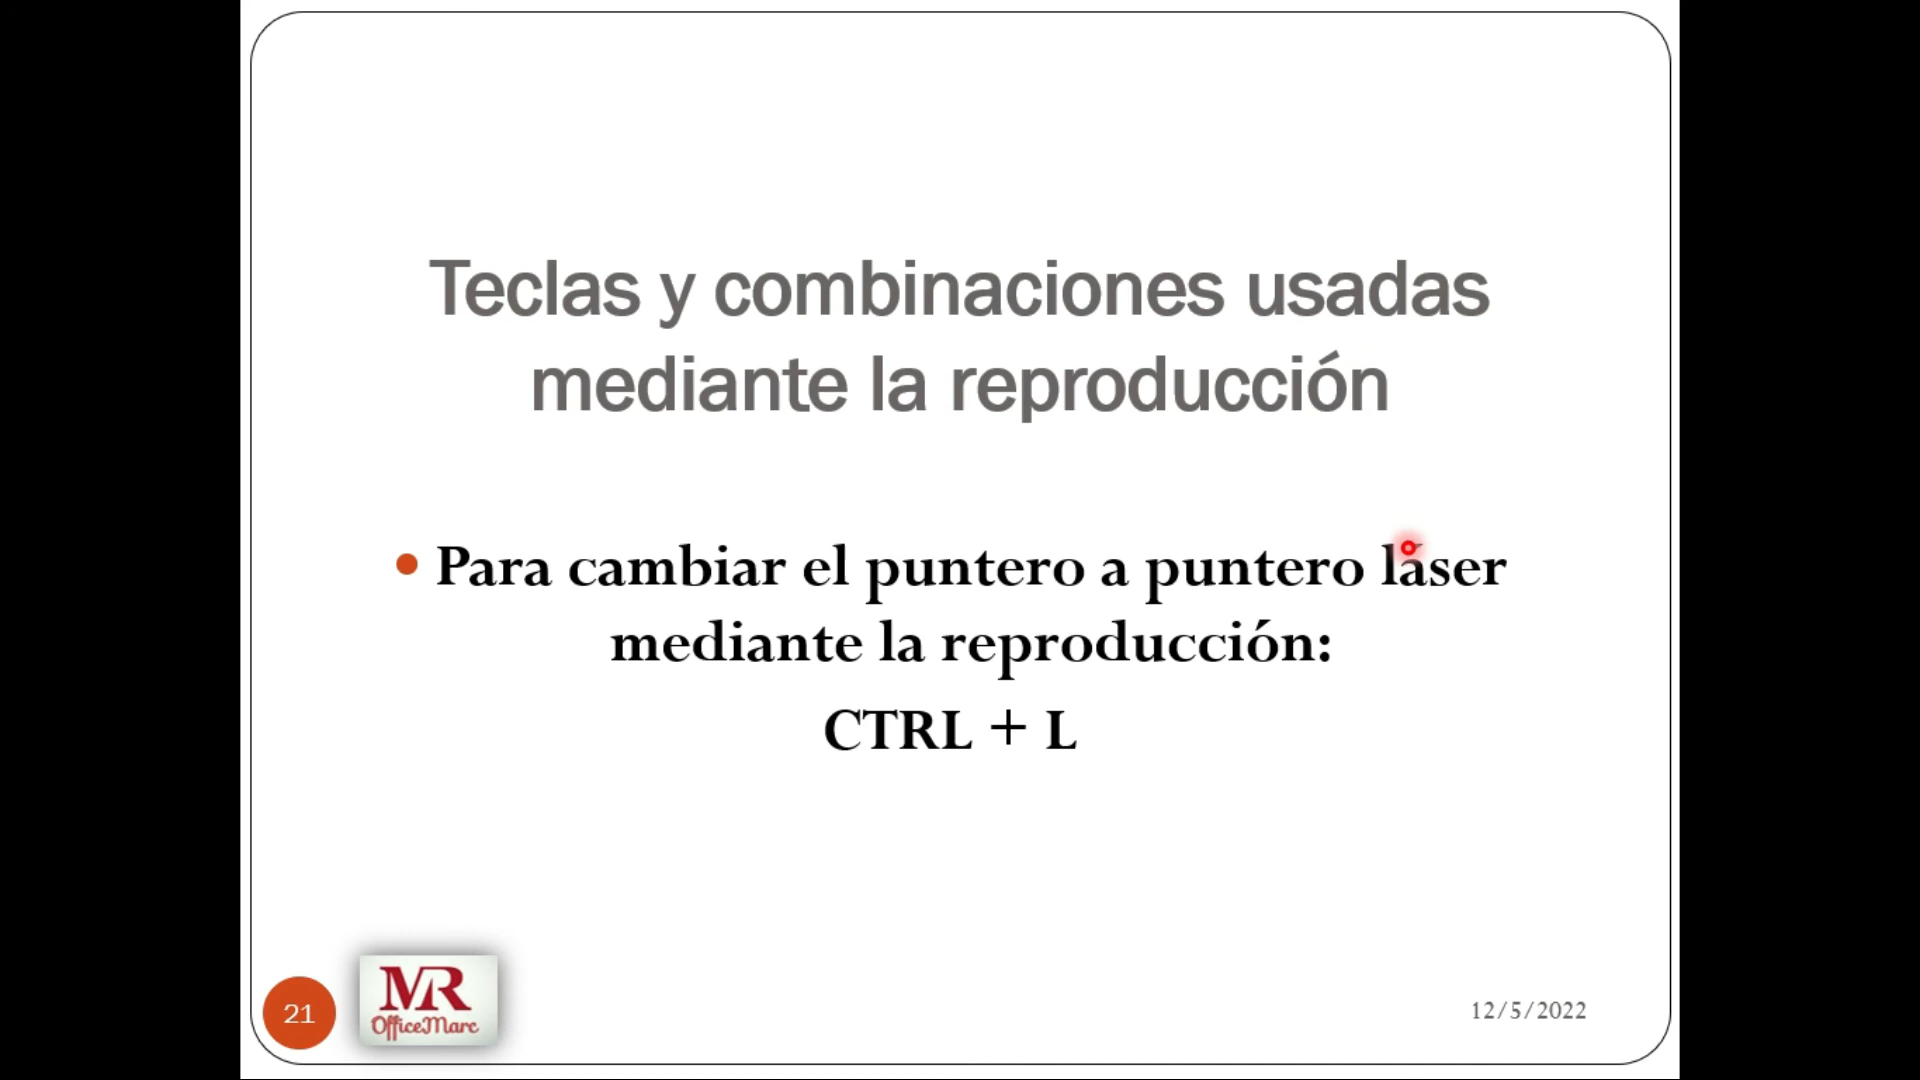 Teclas y combinaciones usadas
mediante la reproducción
• Para cambiar el puntero a puntero láser
mediante la reproducción:
CTRL + L
21
MR
OfficeMarc
12/5/2022